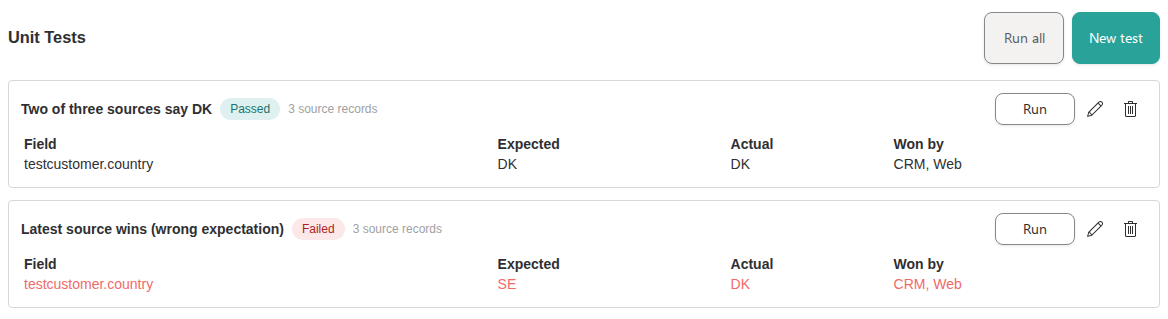 Unit Tests
Run all
New test
Two of three sources say DK Passed 3 source records
Run
Field Expected Actual Won by
testcustomer.country DK DK CRM, Web
Latest source wins (wrong expectation) Failed 3 source records
Run
Field Expected Actual Won by
testcustomer.country SE DK CRM, Web